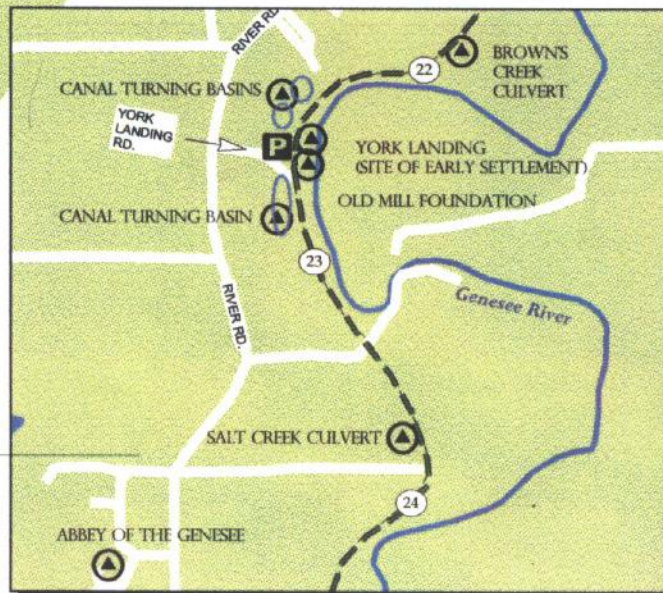 RIVER RD.
22
BROWN'S
CREEK
CULVERT
CANAL TURNING BASINS
YORK
LANDING
RD.
P
YORK LANDING
(SITE OF EARLY SETTLEMENT)
OLD MILL FOUNDATION
CANAL TURNING BASIN
23
RIVER RD.
Genesee River
SALT CREEK CULVERT
24
ABBEY OF THE GENESEE